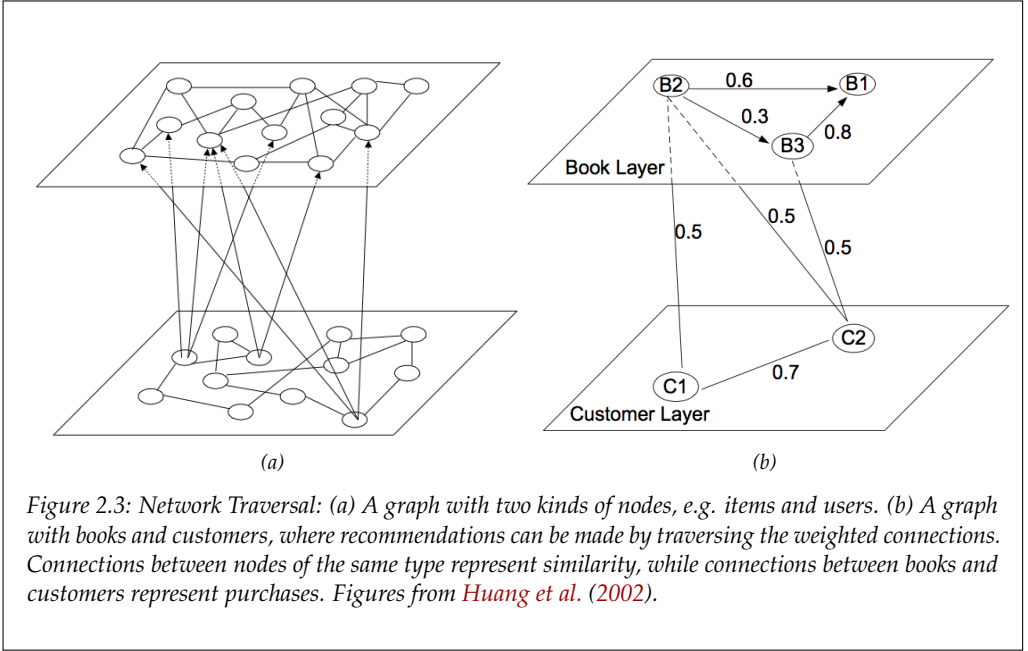 B2
0.6
B1
0.3
0.8
B3
Book Layer
0.5
0.5
0.5
C2
0.7
C1
Customer Layer
(a)
(b)
Figure 2.3: Network Traversal: (a) A graph with two kinds of nodes, e.g. items and users. (b) A graph
with books and customers, where recommendations can be made by traversing the weighted connections.
Connections between nodes of the same type represent similarity, while connections between books and
customers represent purchases. Figures from Huang et al. (2002).